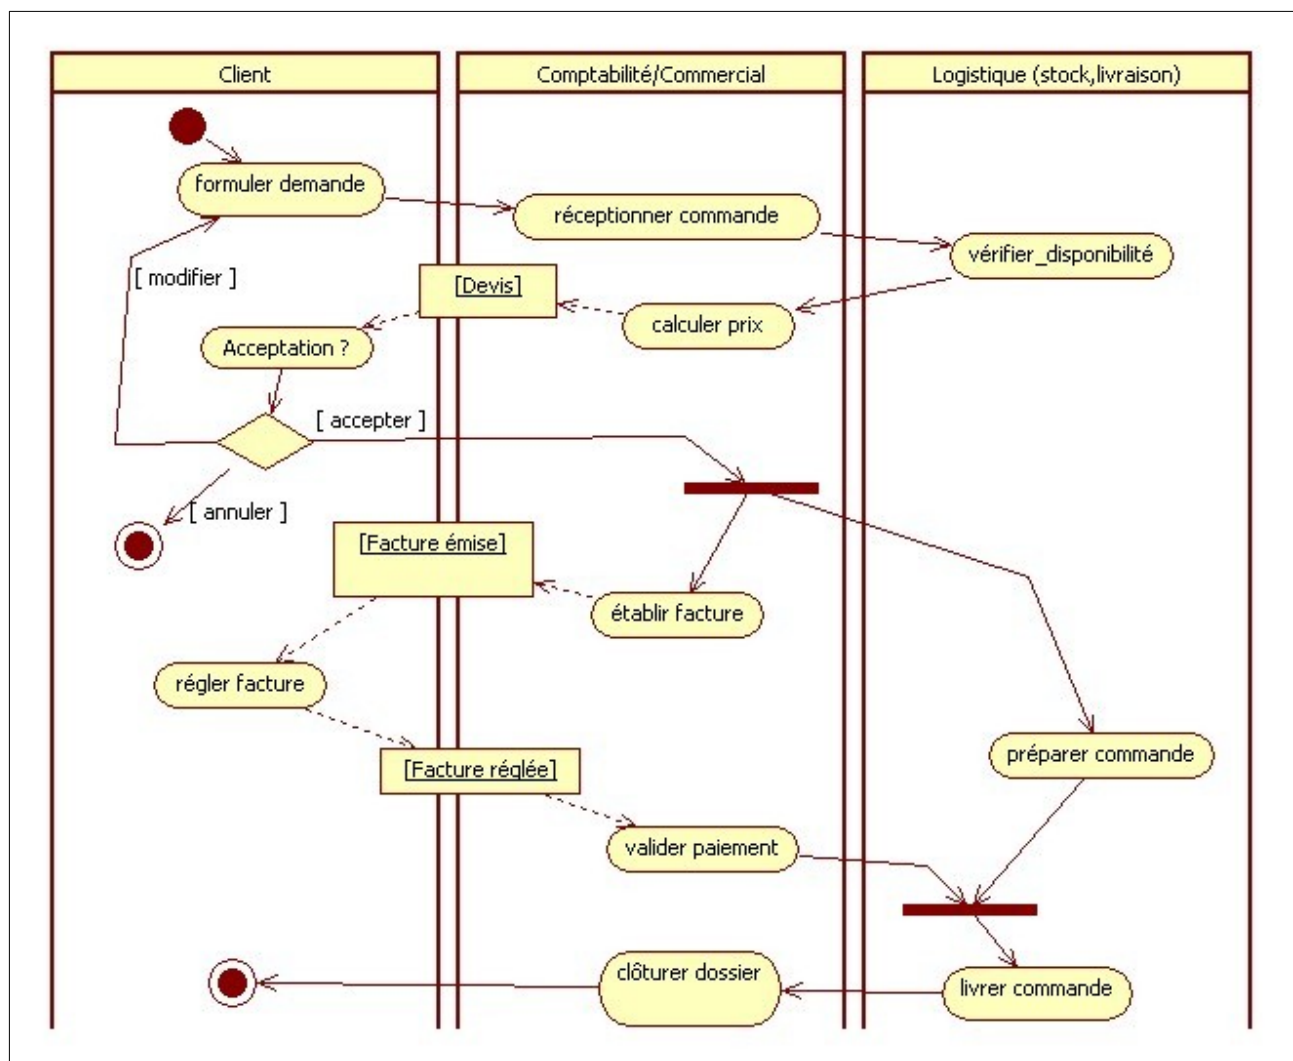 Client
Comptabilité/Commercial
Logistique (stock,livraison)
formuler demande
réceptionner commande
vérifier_disponibilité
[ modifier ]
[Devis]
calculer prix
Acceptation ?
[ accepter ]
[ annuler ]
[Facture émise]
établir facture
régler facture
préparer commande
[Facture réglée]
valider paiement
clôturer dossier
livrer commande